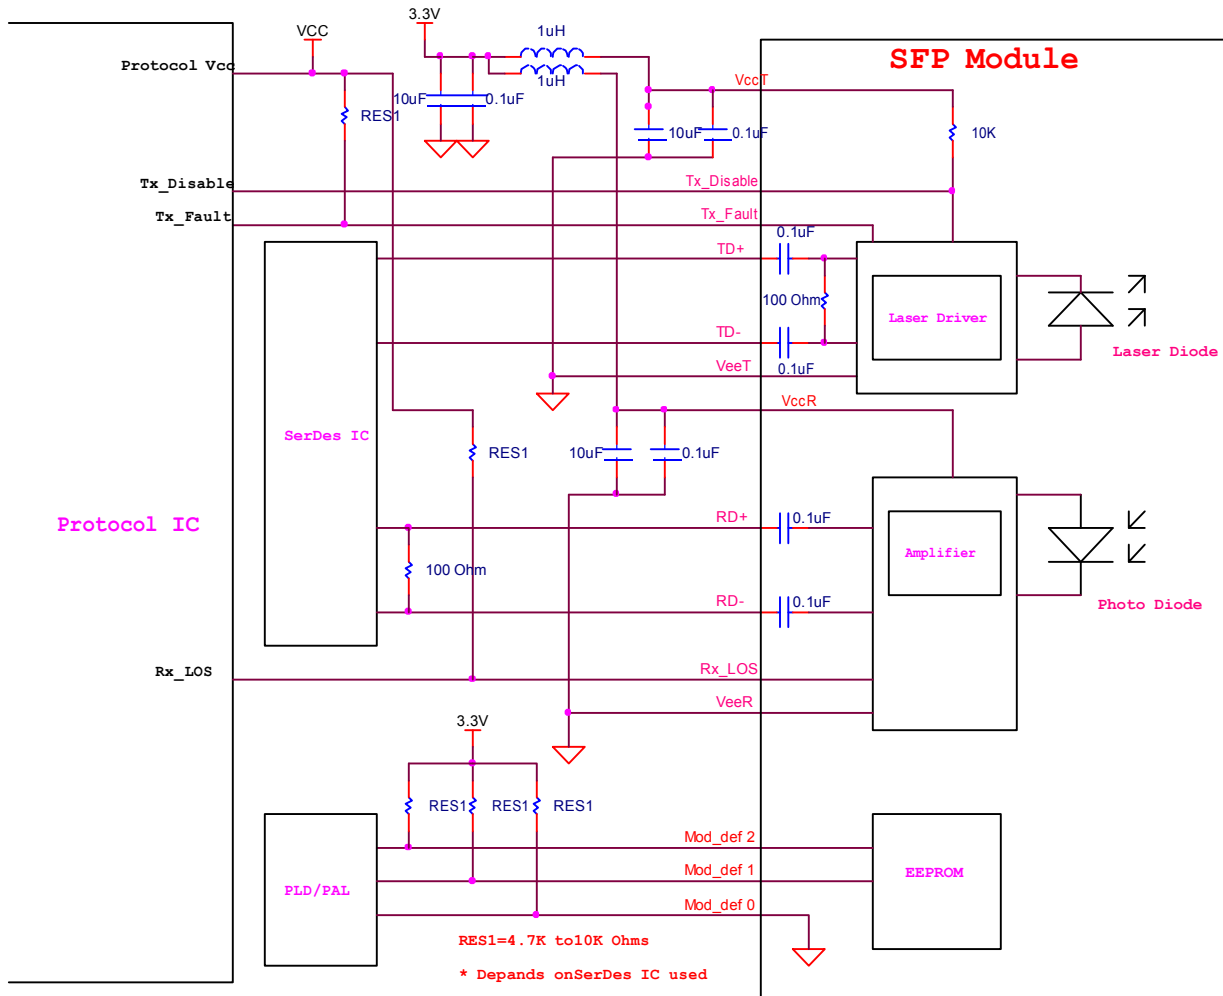 3.3V
VCC
1uH
SFP Module
Protocol Vcc
1uH
VccT
10uF
0.1uF
RES1
10uF
0.1uF
10K
Tx_Disable
Tx_Disable
Tx_Fault
Tx_Fault
0.1uF
TD+
100 Ohm
Laser Driver
TD-
Laser Diode
VeeT
0.1uF
VccR
SerDes IC
RES1
10uF
0.1uF
Protocol IC
RD+
0.1uF
Amplifier
100 Ohm
RD-
0.1uF
Photo Diode
Rx_LOS
Rx_LOS
VeeR
3.3V
RES1
RES1
RES1
Mod_def 2
Mod_def 1
EEPROM
PLD/PAL
Mod_def 0
RES1=4.7K to10K Ohms
* Depands onSerDes IC used